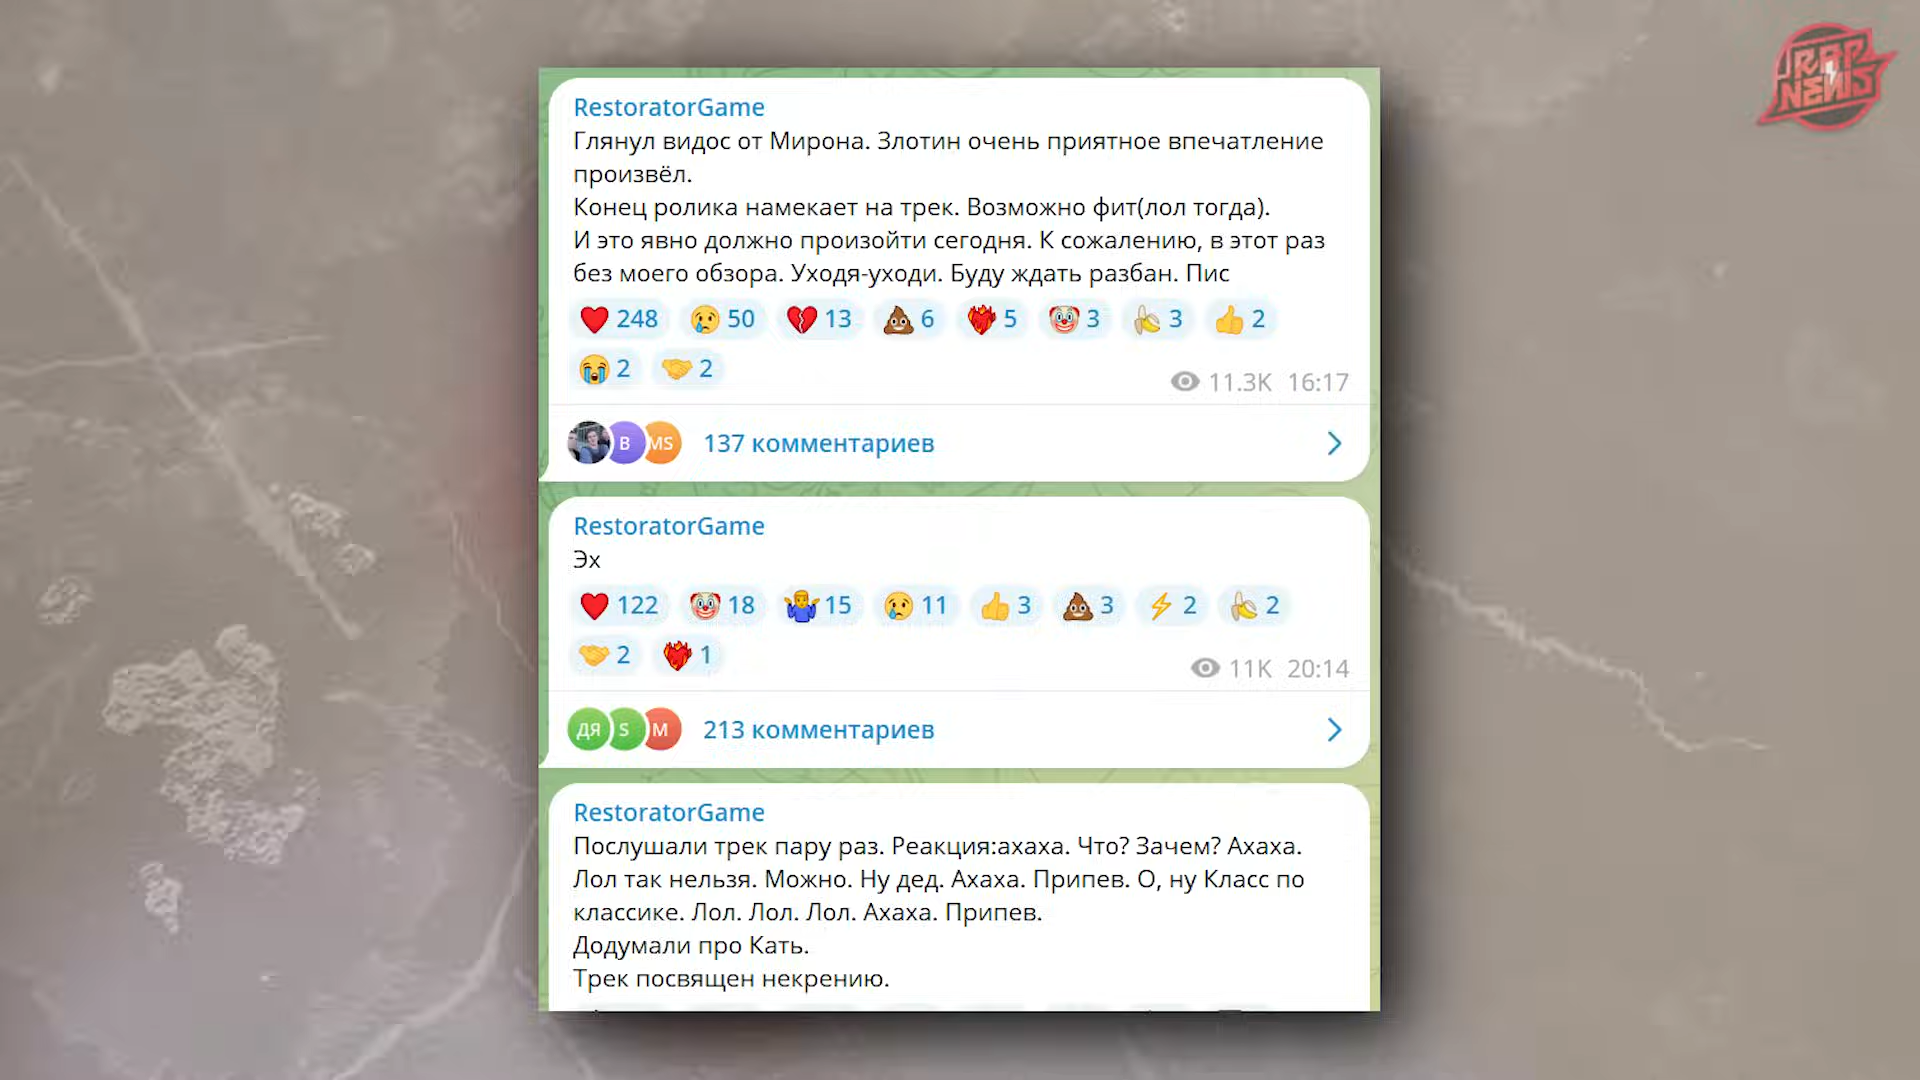 RAP
NEWS
RestoratorGame
Глянул видос от Мирона. Злотин очень приятное впечатление
произвёл.
Конец ролика намекает на трек. Возможно фит(лол тогда).
И это явно должно произойти сегодня. К сожалению, в этот раз
без моего обзора. Уходя-уходи. Буду ждать разбан. Пис
248 50 13 6 5 3 3 2
2 2
11.3K 16:17
B MS 137 комментариев
RestoratorGame
Эх
122 18 15 11 3 3 2 2
2 1
11K 20:14
ДЯ S M 213 комментариев
RestoratorGame
Послушали трек пару раз. Реакция:ахаха. Что? Зачем? Ахаха.
Лол так нельзя. Можно. Ну дед. Ахаха. Припев. О, ну Класс по
классике. Лол. Лол. Лол. Ахаха. Припев.
Додумали про Кать.
Трек посвящен некрению.